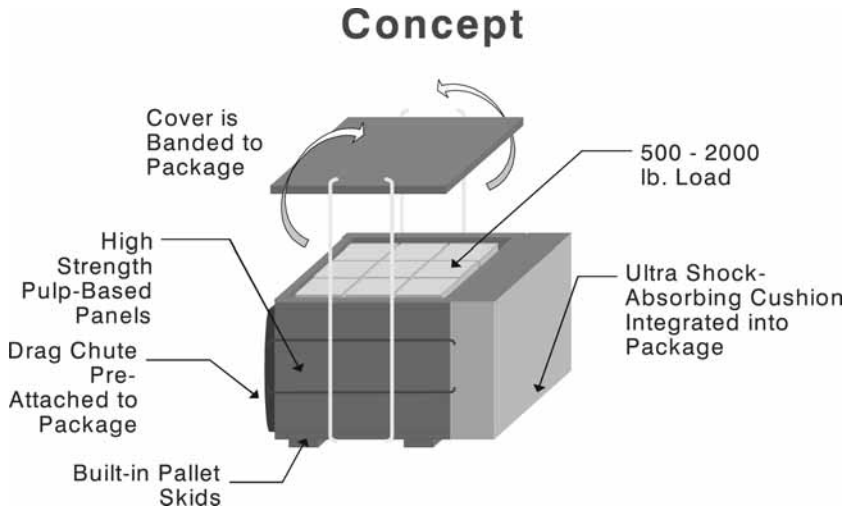 Concept
Cover is
Banded to
Package
500 - 2000
lb. Load
High
Strength
Pulp-Based
Panels
Ultra Shock-
Absorbing Cushion
Integrated into
Package
Drag Chute
Pre-
Attached to
Package
Built-in Pallet
Skids